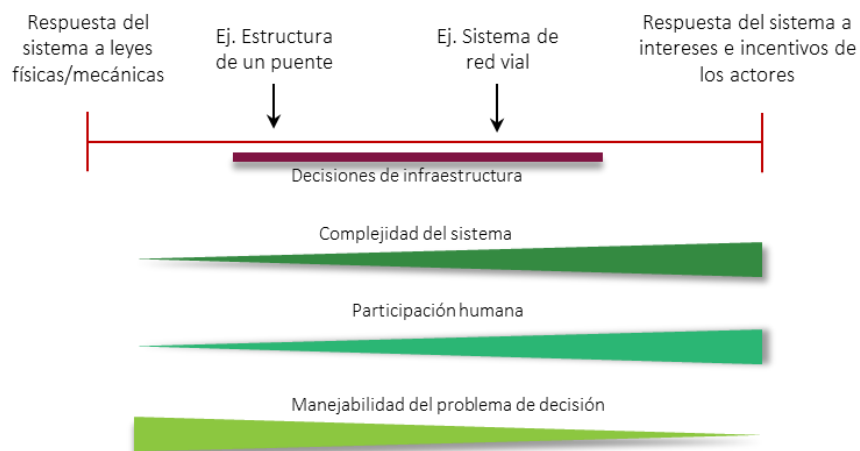 Respuesta del
sistema a leyes
físicas/mecánicas
Ej. Estructura
de un puente
Ej. Sistema de
red vial
Respuesta del sistema a
intereses e incentivos de
los actores
Decisiones de infraestructura
Complejidad del sistema
Participación humana
Manejabilidad del problema de decisión